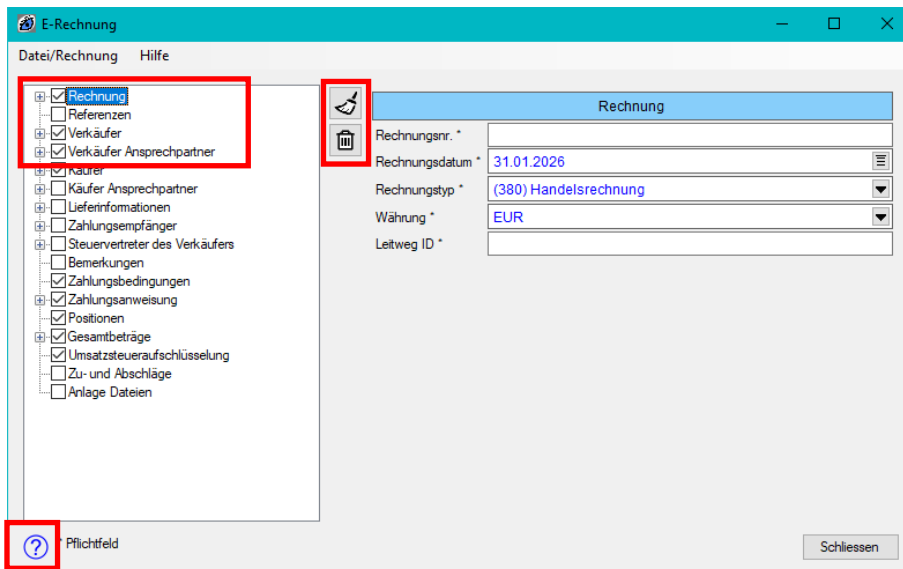 E-Rechnung
Datei/Rechnung Hilfe
Rechnung
Referenzen
Verkäufer
Verkäufer Ansprechpartner
Käufer
Käufer Ansprechpartner
Lieferinformationen
Zahlungsempfänger
Steuervertreter des Verkäufers
Bemerkungen
Zahlungsbedingungen
Zahlungsanweisung
Positionen
Gesamtbeträge
Umsatzsteueraufschlüsselung
Zu- und Abschläge
Anlage Dateien
Rechnung
Rechnungsnr. *
Rechnungsdatum * 31.01.2026
Rechnungstyp * (380) Handelsrechnung
Währung * EUR
Leitweg ID *
? * Pflichtfeld
Schliessen